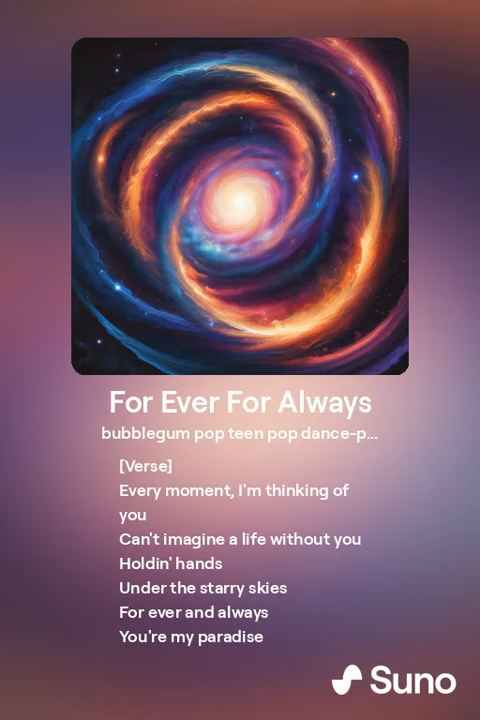 For Ever For Always
bubblegum pop teen pop dance-p...
[Verse]
Every moment, I'm thinking of
you
Can't imagine a life without you
Holdin' hands
Under the starry skies
For ever and always
You're my paradise
Suno